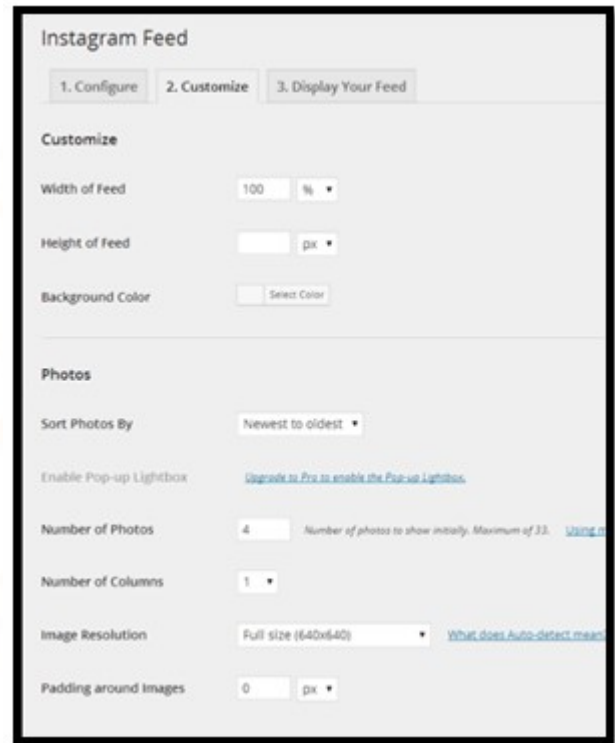 Instagram Feed
1. Configure 2. Customize 3. Display Your Feed
Customize
Width of Feed 100 %
Height of Feed px
Background Color Select Color
Photos
Sort Photos By Newest to oldest
Enable Pop-up Lightbox Upgrade to Pro to enable the Pop-up Lightbox.
Number of Photos 4 Number of photos to show initially. Maximum of 33. Using
Number of Columns 1
Image Resolution Full size (640x640) What does Auto-detect mean?
Padding around Images 0 px